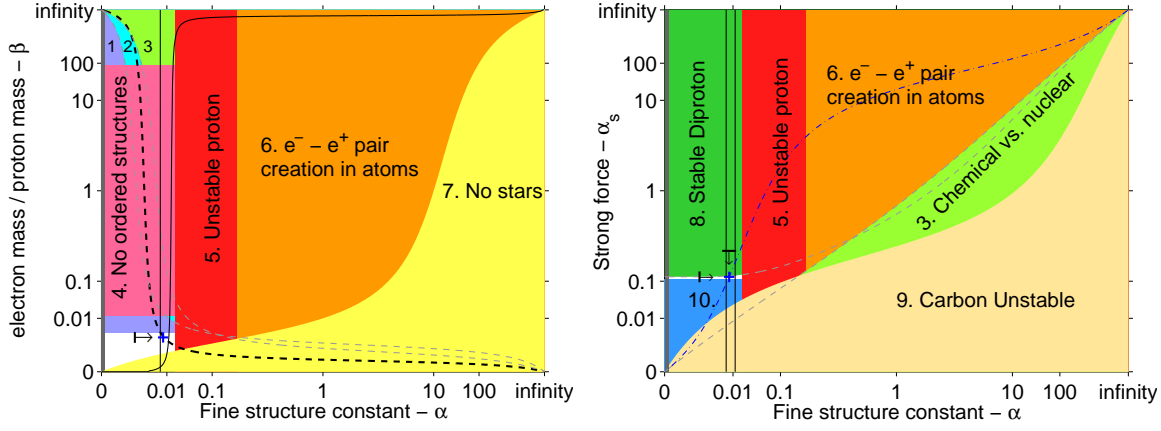 infinity
100
10
1
0.1
0.01
0
electron mass / proton mass – β
1
2
3
4. No ordered structures
5. Unstable proton
6. e⁻ – e⁺ pair
creation in atoms
7. No stars
0
0.01
0.1
1
10
100
infinity
Fine structure constant – α
infinity
100
10
1
0.1
0.01
0
Strong force – αₛ
8. Stable Diproton
5. Unstable proton
6. e⁻ – e⁺ pair
creation in atoms
3. Chemical vs. nuclear
10.
9. Carbon Unstable
0
0.01
0.1
1
10
100
infinity
Fine structure constant – α